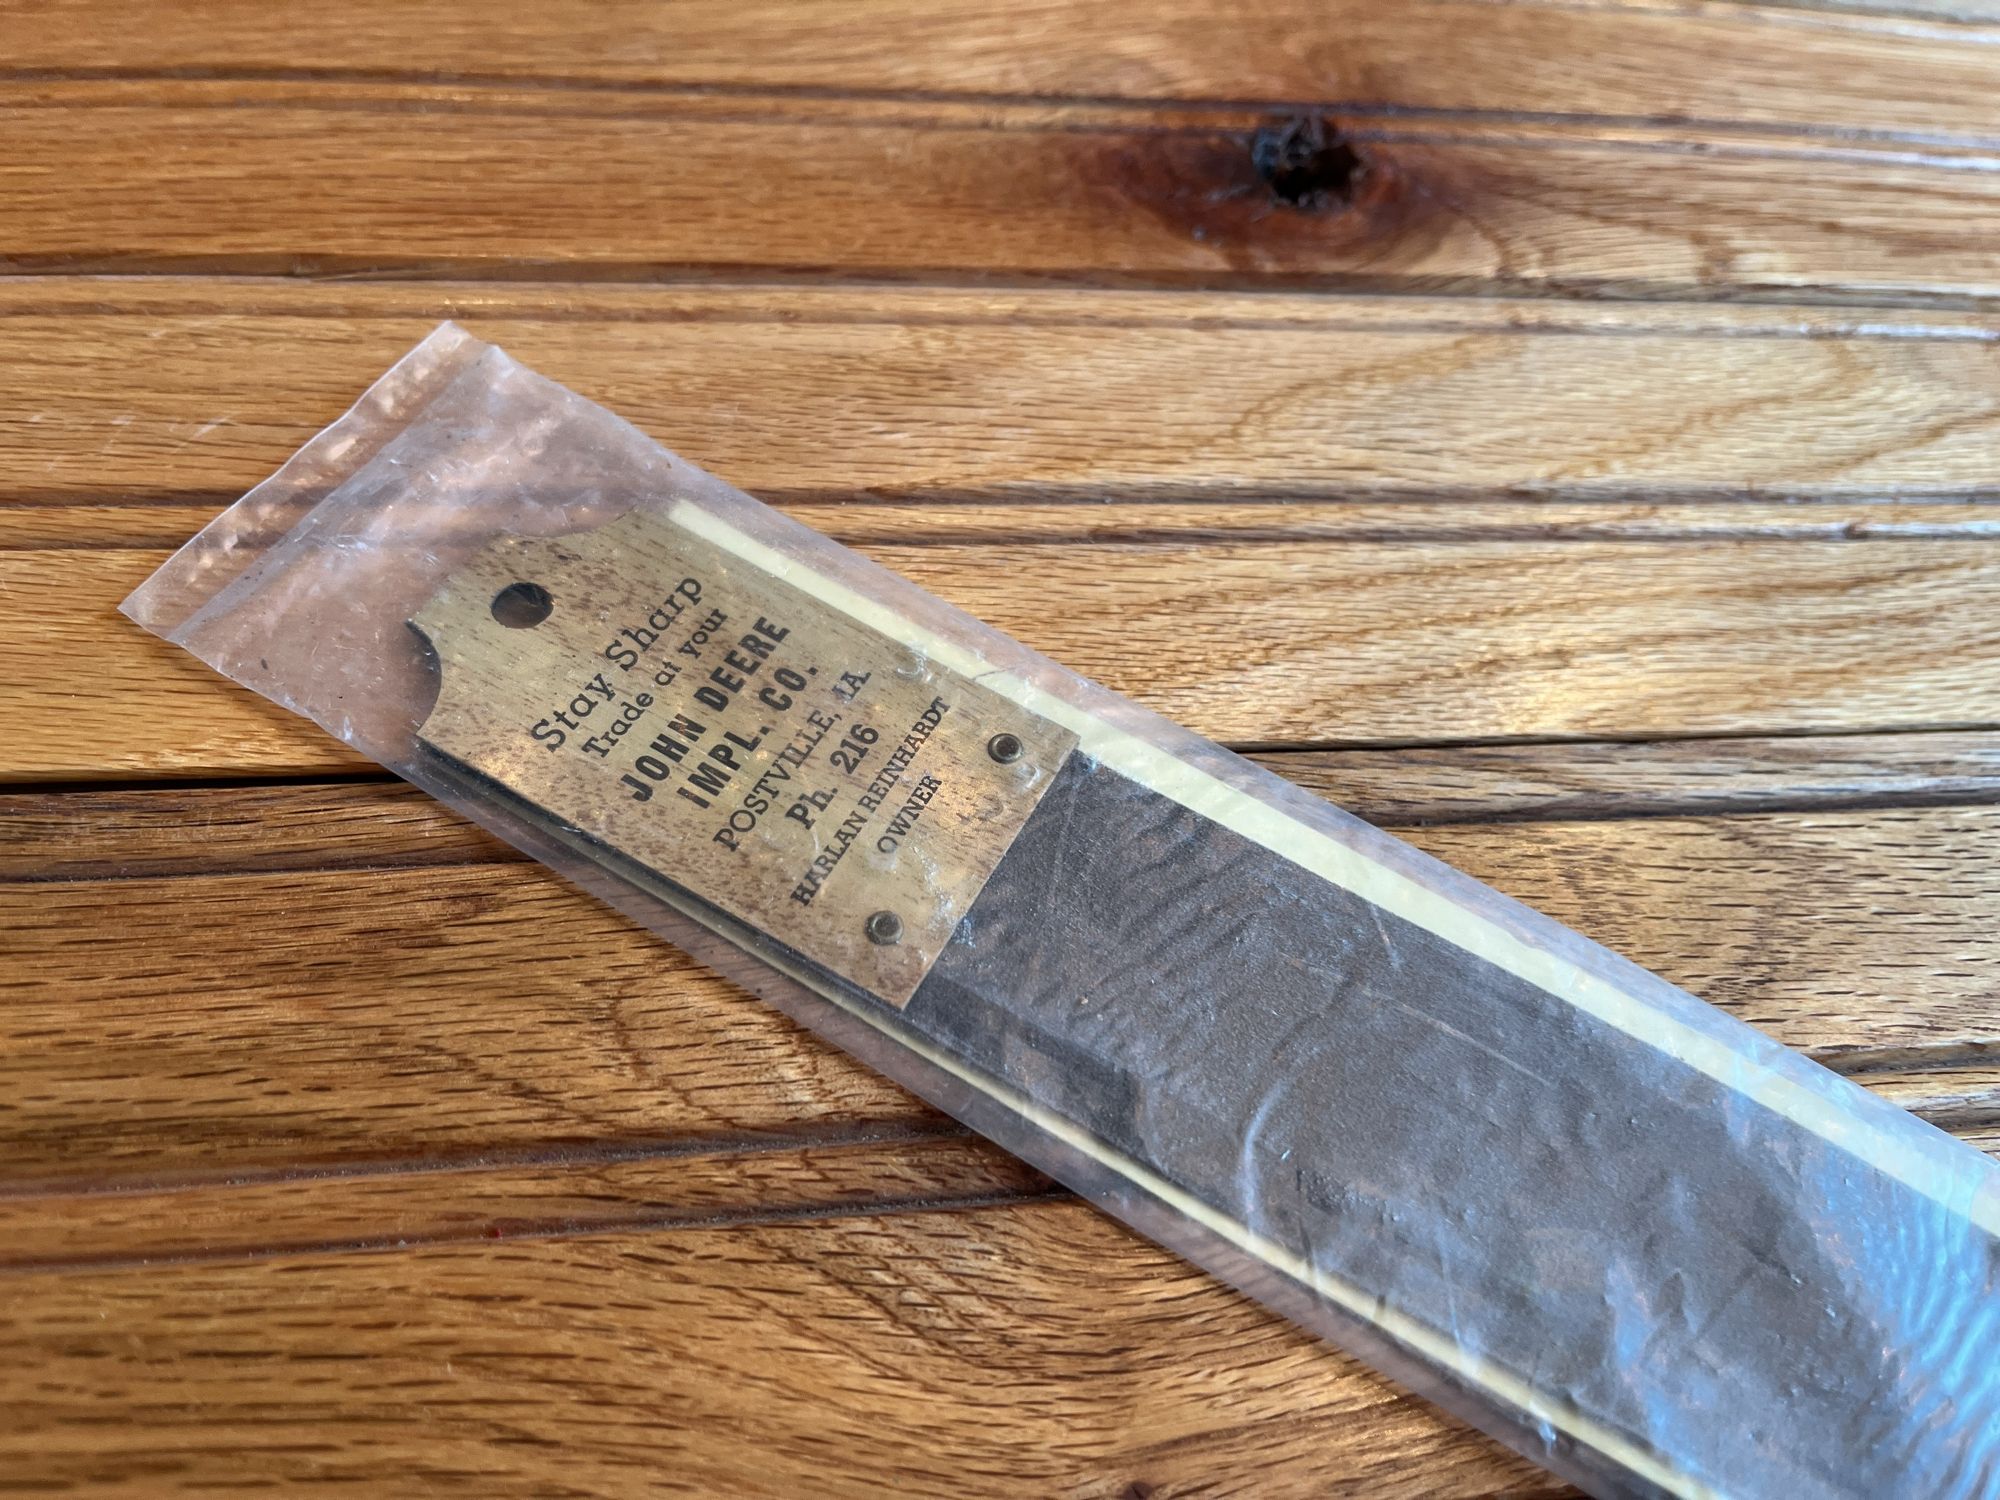 Stay Sharp
Trade at your
JOHN DEERE
IMPL. CO.
POSTVILLE, IA.
Ph. 216
HARLAN REINHARDT
OWNER